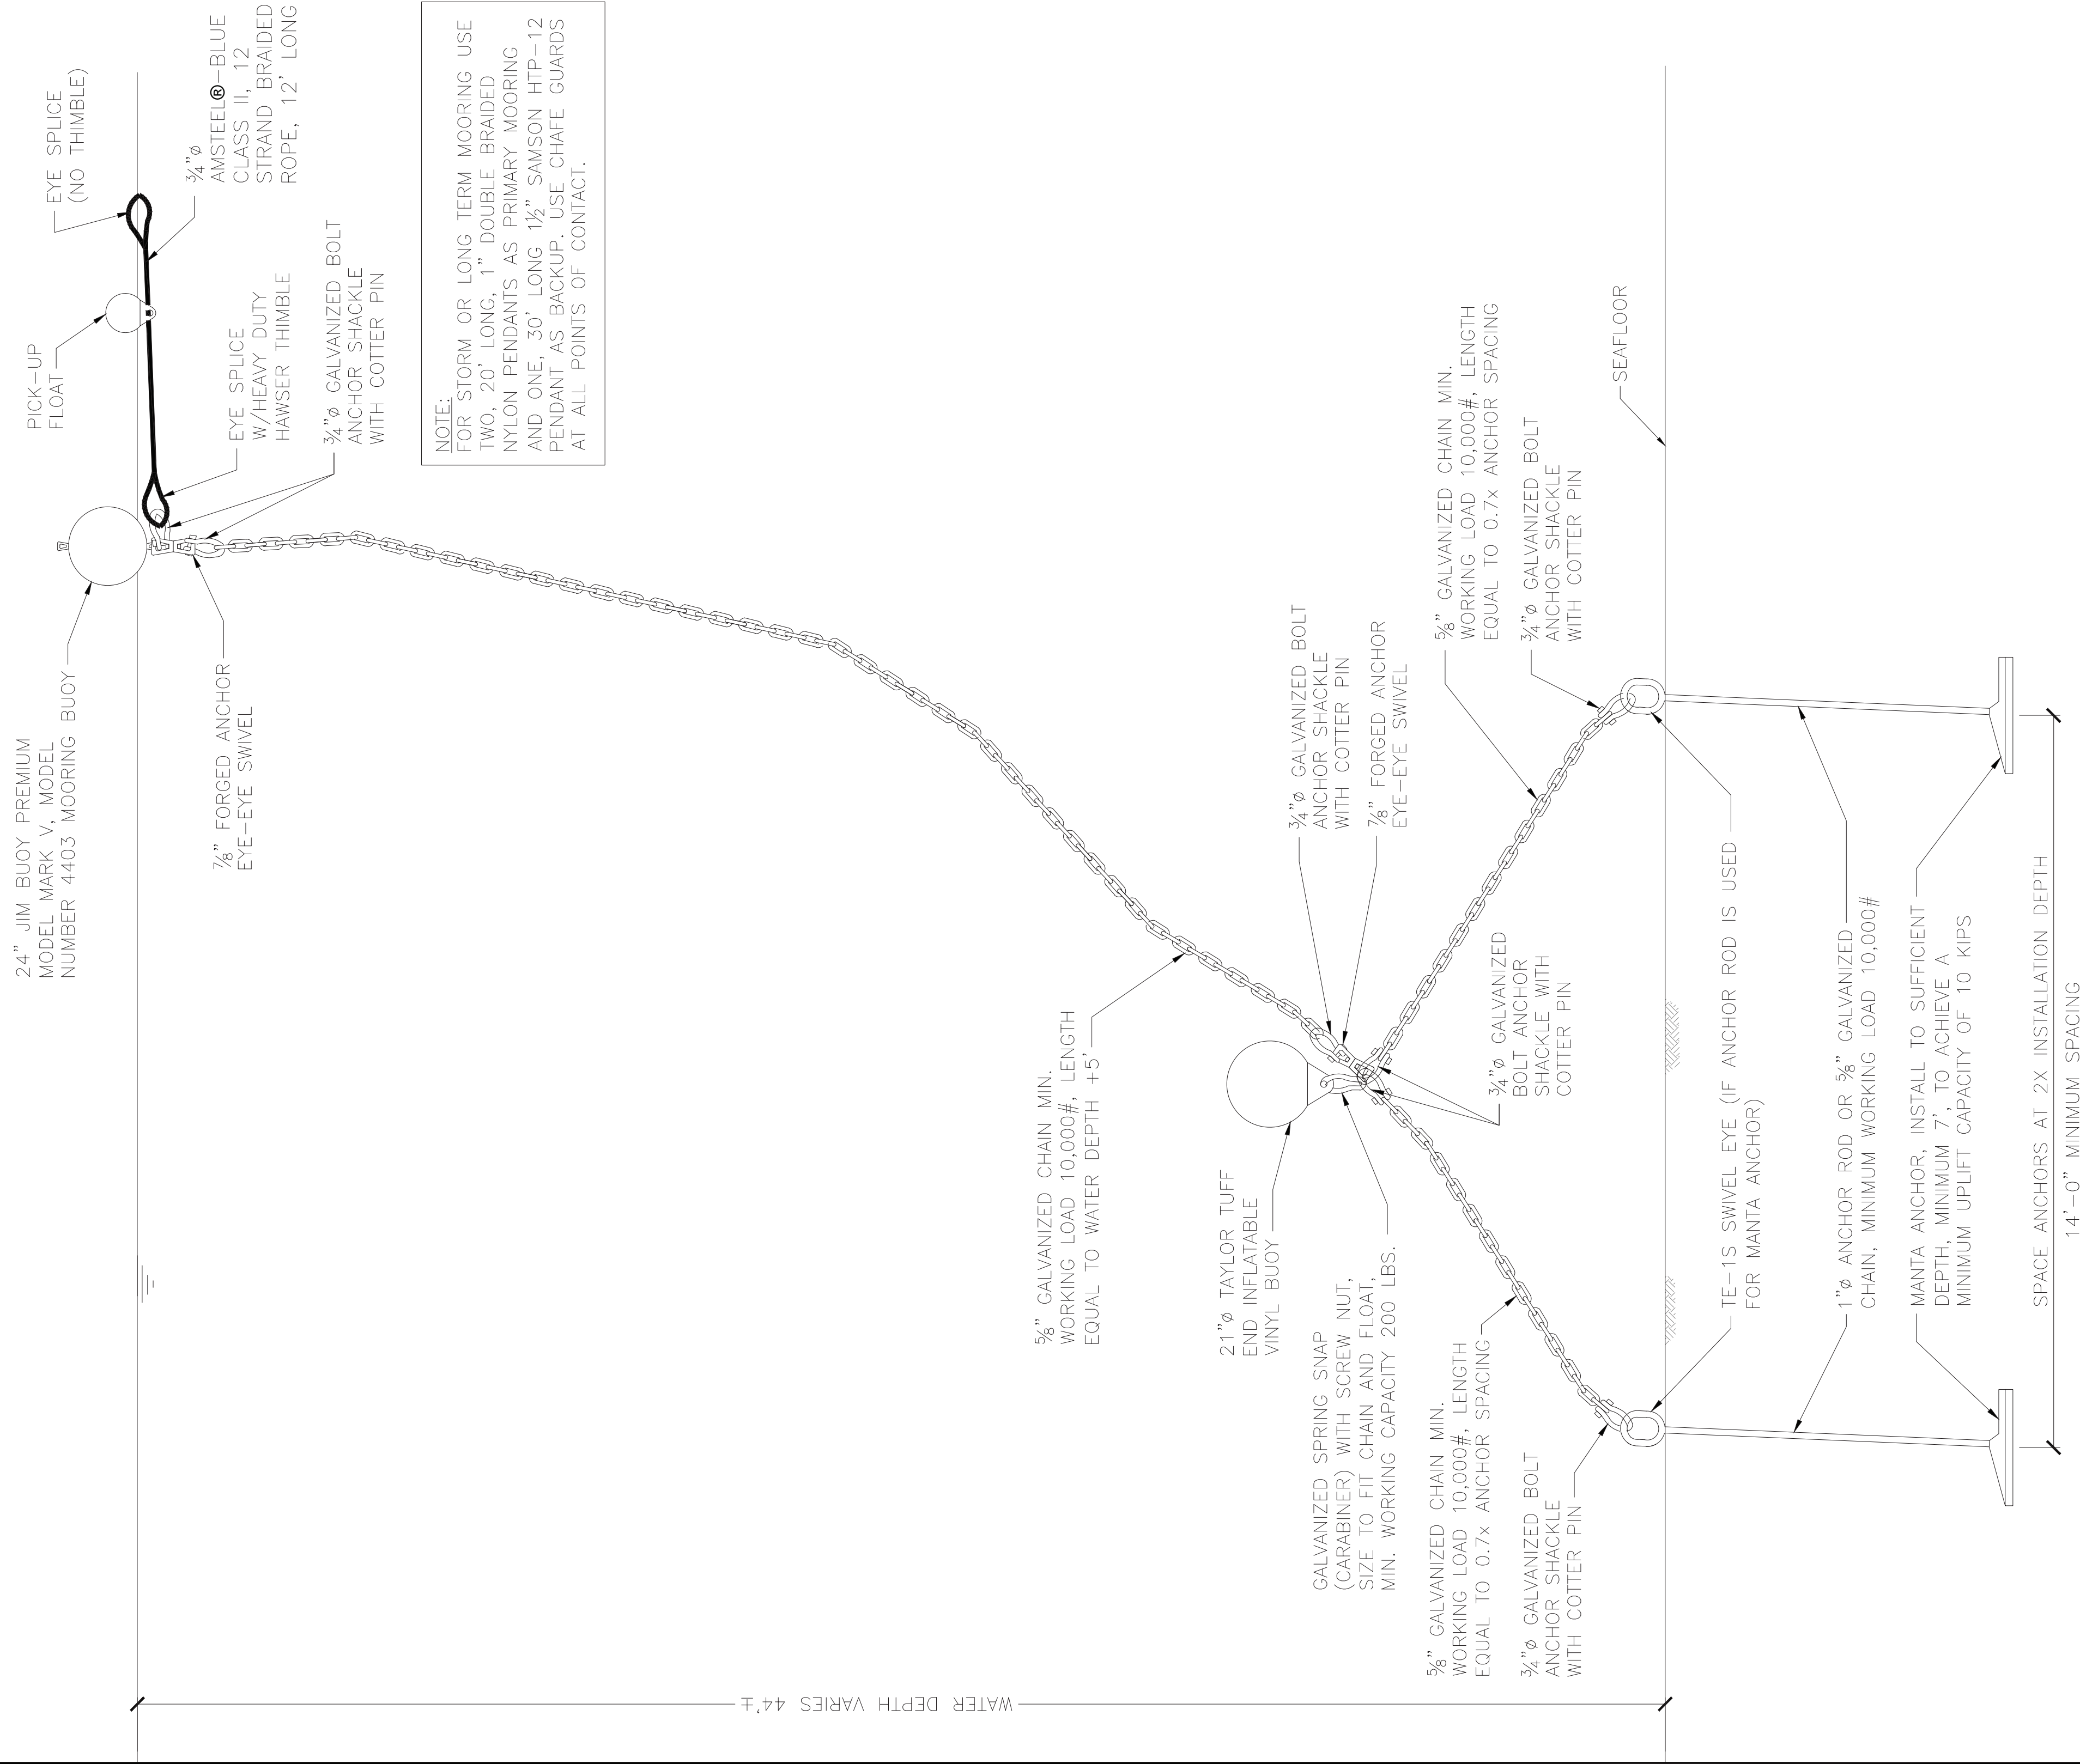 24" JIM BUOY PREMIUM
MODEL MARK V, MODEL
NUMBER 4403 MOORING BUOY
PICK-UP
FLOAT
EYE SPLICE
(NO THIMBLE)
3/4"ø
AMSTEEL®-BLUE
CLASS II, 12
STRAND BRAIDED
ROPE, 12' LONG
EYE SPLICE
W/HEAVY DUTY
HAWSER THIMBLE
3/4"ø GALVANIZED BOLT
ANCHOR SHACKLE
WITH COTTER PIN
7/8" FORGED ANCHOR
EYE-EYE SWIVEL
NOTE:
FOR STORM OR LONG TERM MOORING USE
TWO, 20' LONG, 1" DOUBLE BRAIDED
NYLON PENDANTS AS PRIMARY MOORING
AND ONE, 30' LONG 1½" SAMSON HTP-12
PENDANT AS BACKUP. USE CHAFE GUARDS
AT ALL POINTS OF CONTACT.
WATER DEPTH VARIES 44'±
5/8" GALVANIZED CHAIN MIN.
WORKING LOAD 10,000#, LENGTH
EQUAL TO WATER DEPTH +5'
21"ø TAYLOR TUFF
END INFLATABLE
VINYL BUOY
GALVANIZED SPRING SNAP
(CARABINER) WITH SCREW NUT,
SIZE TO FIT CHAIN AND FLOAT,
MIN. WORKING CAPACITY 200 LBS.
3/4"ø GALVANIZED BOLT
ANCHOR SHACKLE
WITH COTTER PIN
7/8" FORGED ANCHOR
EYE-EYE SWIVEL
5/8" GALVANIZED CHAIN MIN.
WORKING LOAD 10,000#, LENGTH
EQUAL TO 0.7x ANCHOR SPACING
3/4"ø GALVANIZED BOLT
ANCHOR SHACKLE
WITH COTTER PIN
SEAFLOOR
5/8" GALVANIZED CHAIN MIN.
WORKING LOAD 10,000#, LENGTH
EQUAL TO 0.7x ANCHOR SPACING
3/4"ø GALVANIZED BOLT
ANCHOR SHACKLE
WITH COTTER PIN
3/4"ø GALVANIZED
BOLT ANCHOR
SHACKLE WITH
COTTER PIN
TE-1S SWIVEL EYE (IF ANCHOR ROD IS USED
FOR MANTA ANCHOR)
1"ø ANCHOR ROD OR 5/8" GALVANIZED
CHAIN, MINIMUM WORKING LOAD 10,000#
MANTA ANCHOR, INSTALL TO SUFFICIENT
DEPTH, MINIMUM 7', TO ACHIEVE A
MINIMUM UPLIFT CAPACITY OF 10 KIPS
SPACE ANCHORS AT 2X INSTALLATION DEPTH
14'-0" MINIMUM SPACING